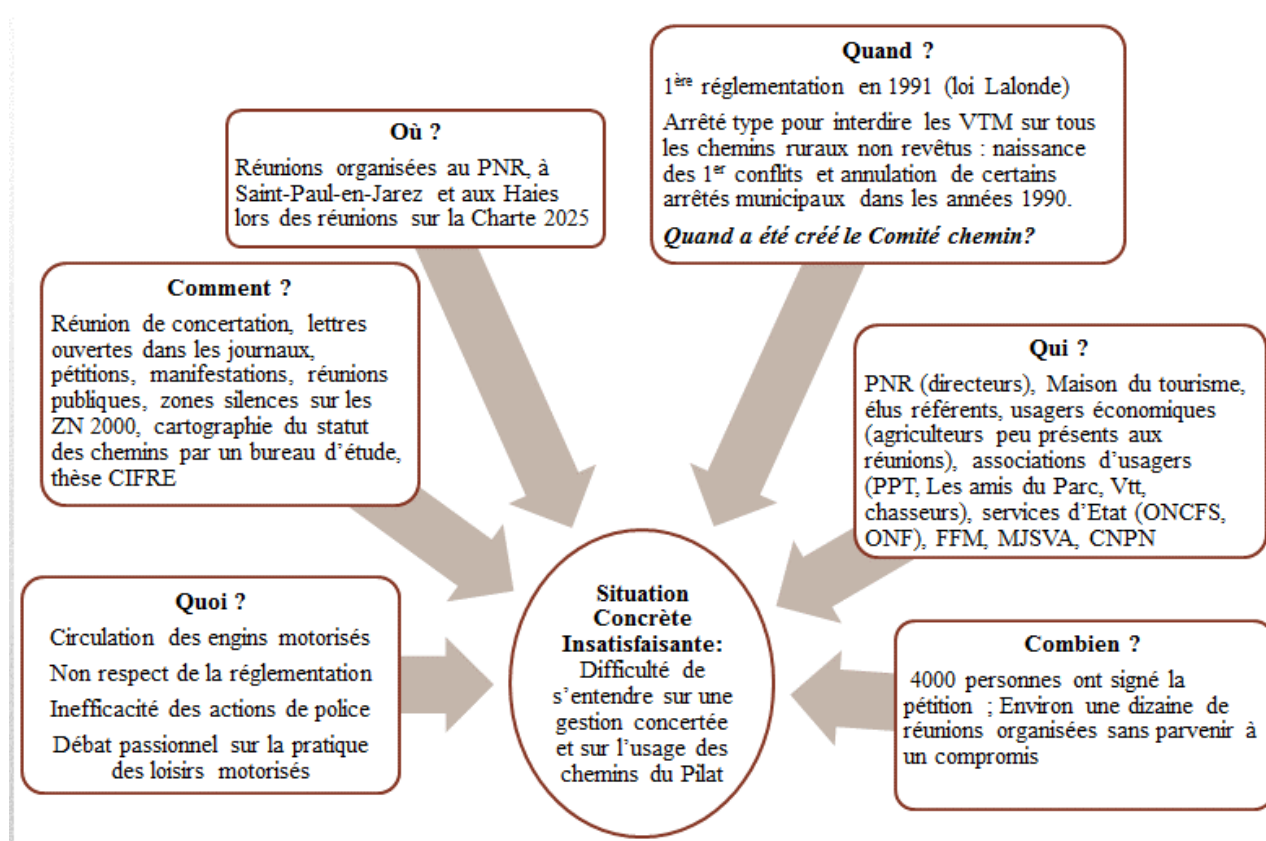 Quand ?
1ère réglementation en 1991 (loi Lalonde)
Arrêté type pour interdire les VTM sur tous
les chemins ruraux non revêtus : naissance
des 1er conflits et annulation de certains
arrêtés municipaux dans les années 1990.
Quand a été créé le Comité chemin?
Où ?
Réunions organisées au PNR, à
Saint-Paul-en-Jarez et aux Haies
lors des réunions sur la Charte 2025
Comment ?
Réunion de concertation, lettres
ouvertes dans les journaux,
pétitions, manifestations, réunions
publiques, zones silences sur les
ZN 2000, cartographie du statut
des chemins par un bureau d’étude,
thèse CIFRE
Qui ?
PNR (directeurs), Maison du tourisme,
élus référents, usagers économiques
(agriculteurs peu présents aux
réunions), associations d’usagers
(PPT, Les amis du Parc, Vtt,
chasseurs), services d’Etat (ONCFS,
ONF), FFM, MJSVA, CNPN
Quoi ?
Circulation des engins motorisés
Non respect de la réglementation
Inefficacité des actions de police
Débat passionnel sur la pratique
des loisirs motorisés
Situation
Concrète
Insatisfaisante:
Difficulté de
s’entendre sur une
gestion concertée
et sur l’usage des
chemins du Pilat
Combien ?
4000 personnes ont signé la
pétition ; Environ une dizaine de
réunions organisées sans parvenir à
un compromis